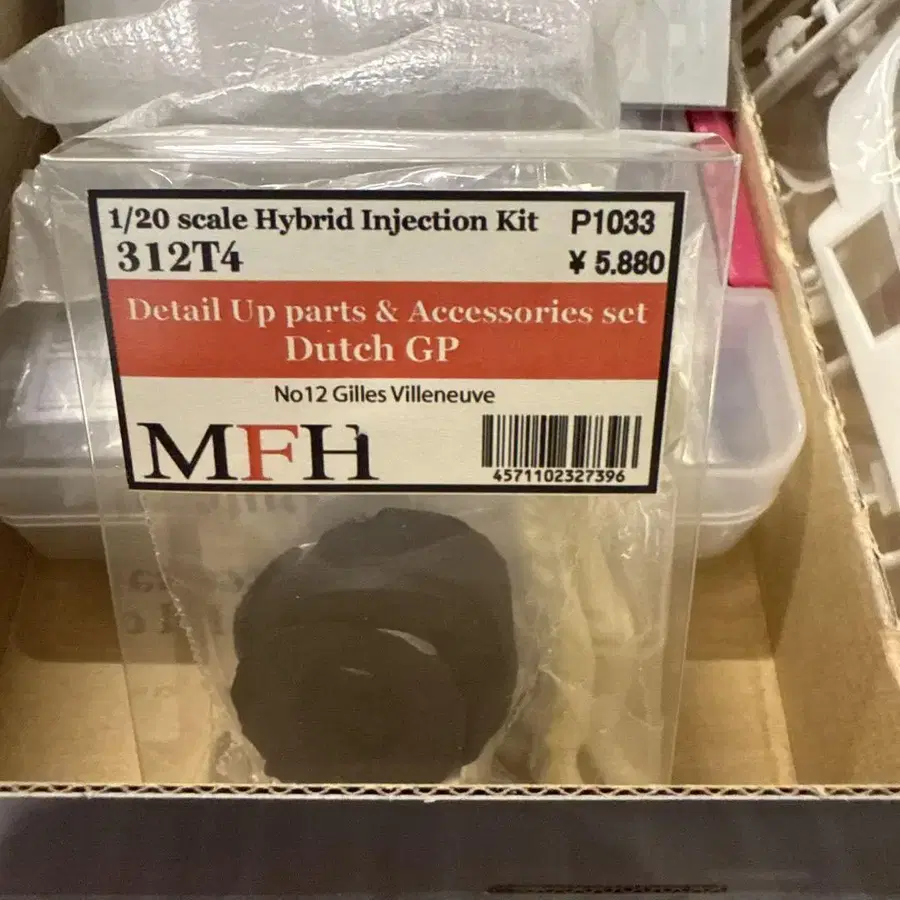 1/20 scale Hybrid Injection Kit P1033
312T4 ¥ 5.880
Detail Up parts & Accessories set
Dutch GP
No12 Gilles Villeneuve
MFH
4571102327396